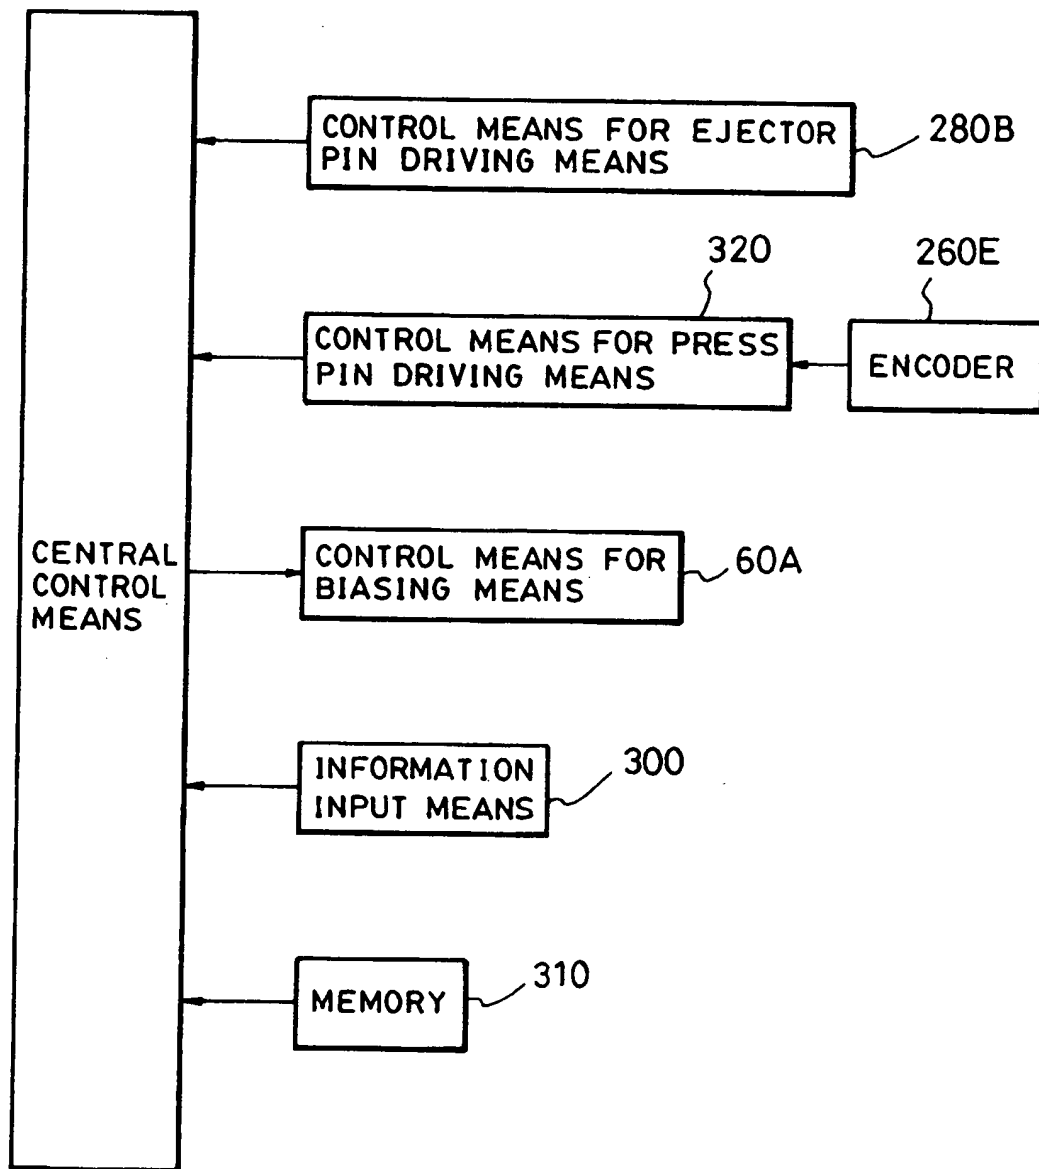 CONTROL MEANS FOR EJECTOR
PIN DRIVING MEANS
280B
320
260E
CONTROL MEANS FOR PRESS
PIN DRIVING MEANS
ENCODER
CENTRAL
CONTROL
MEANS
CONTROL MEANS FOR
BIASING MEANS
60A
INFORMATION
INPUT MEANS
300
MEMORY
310